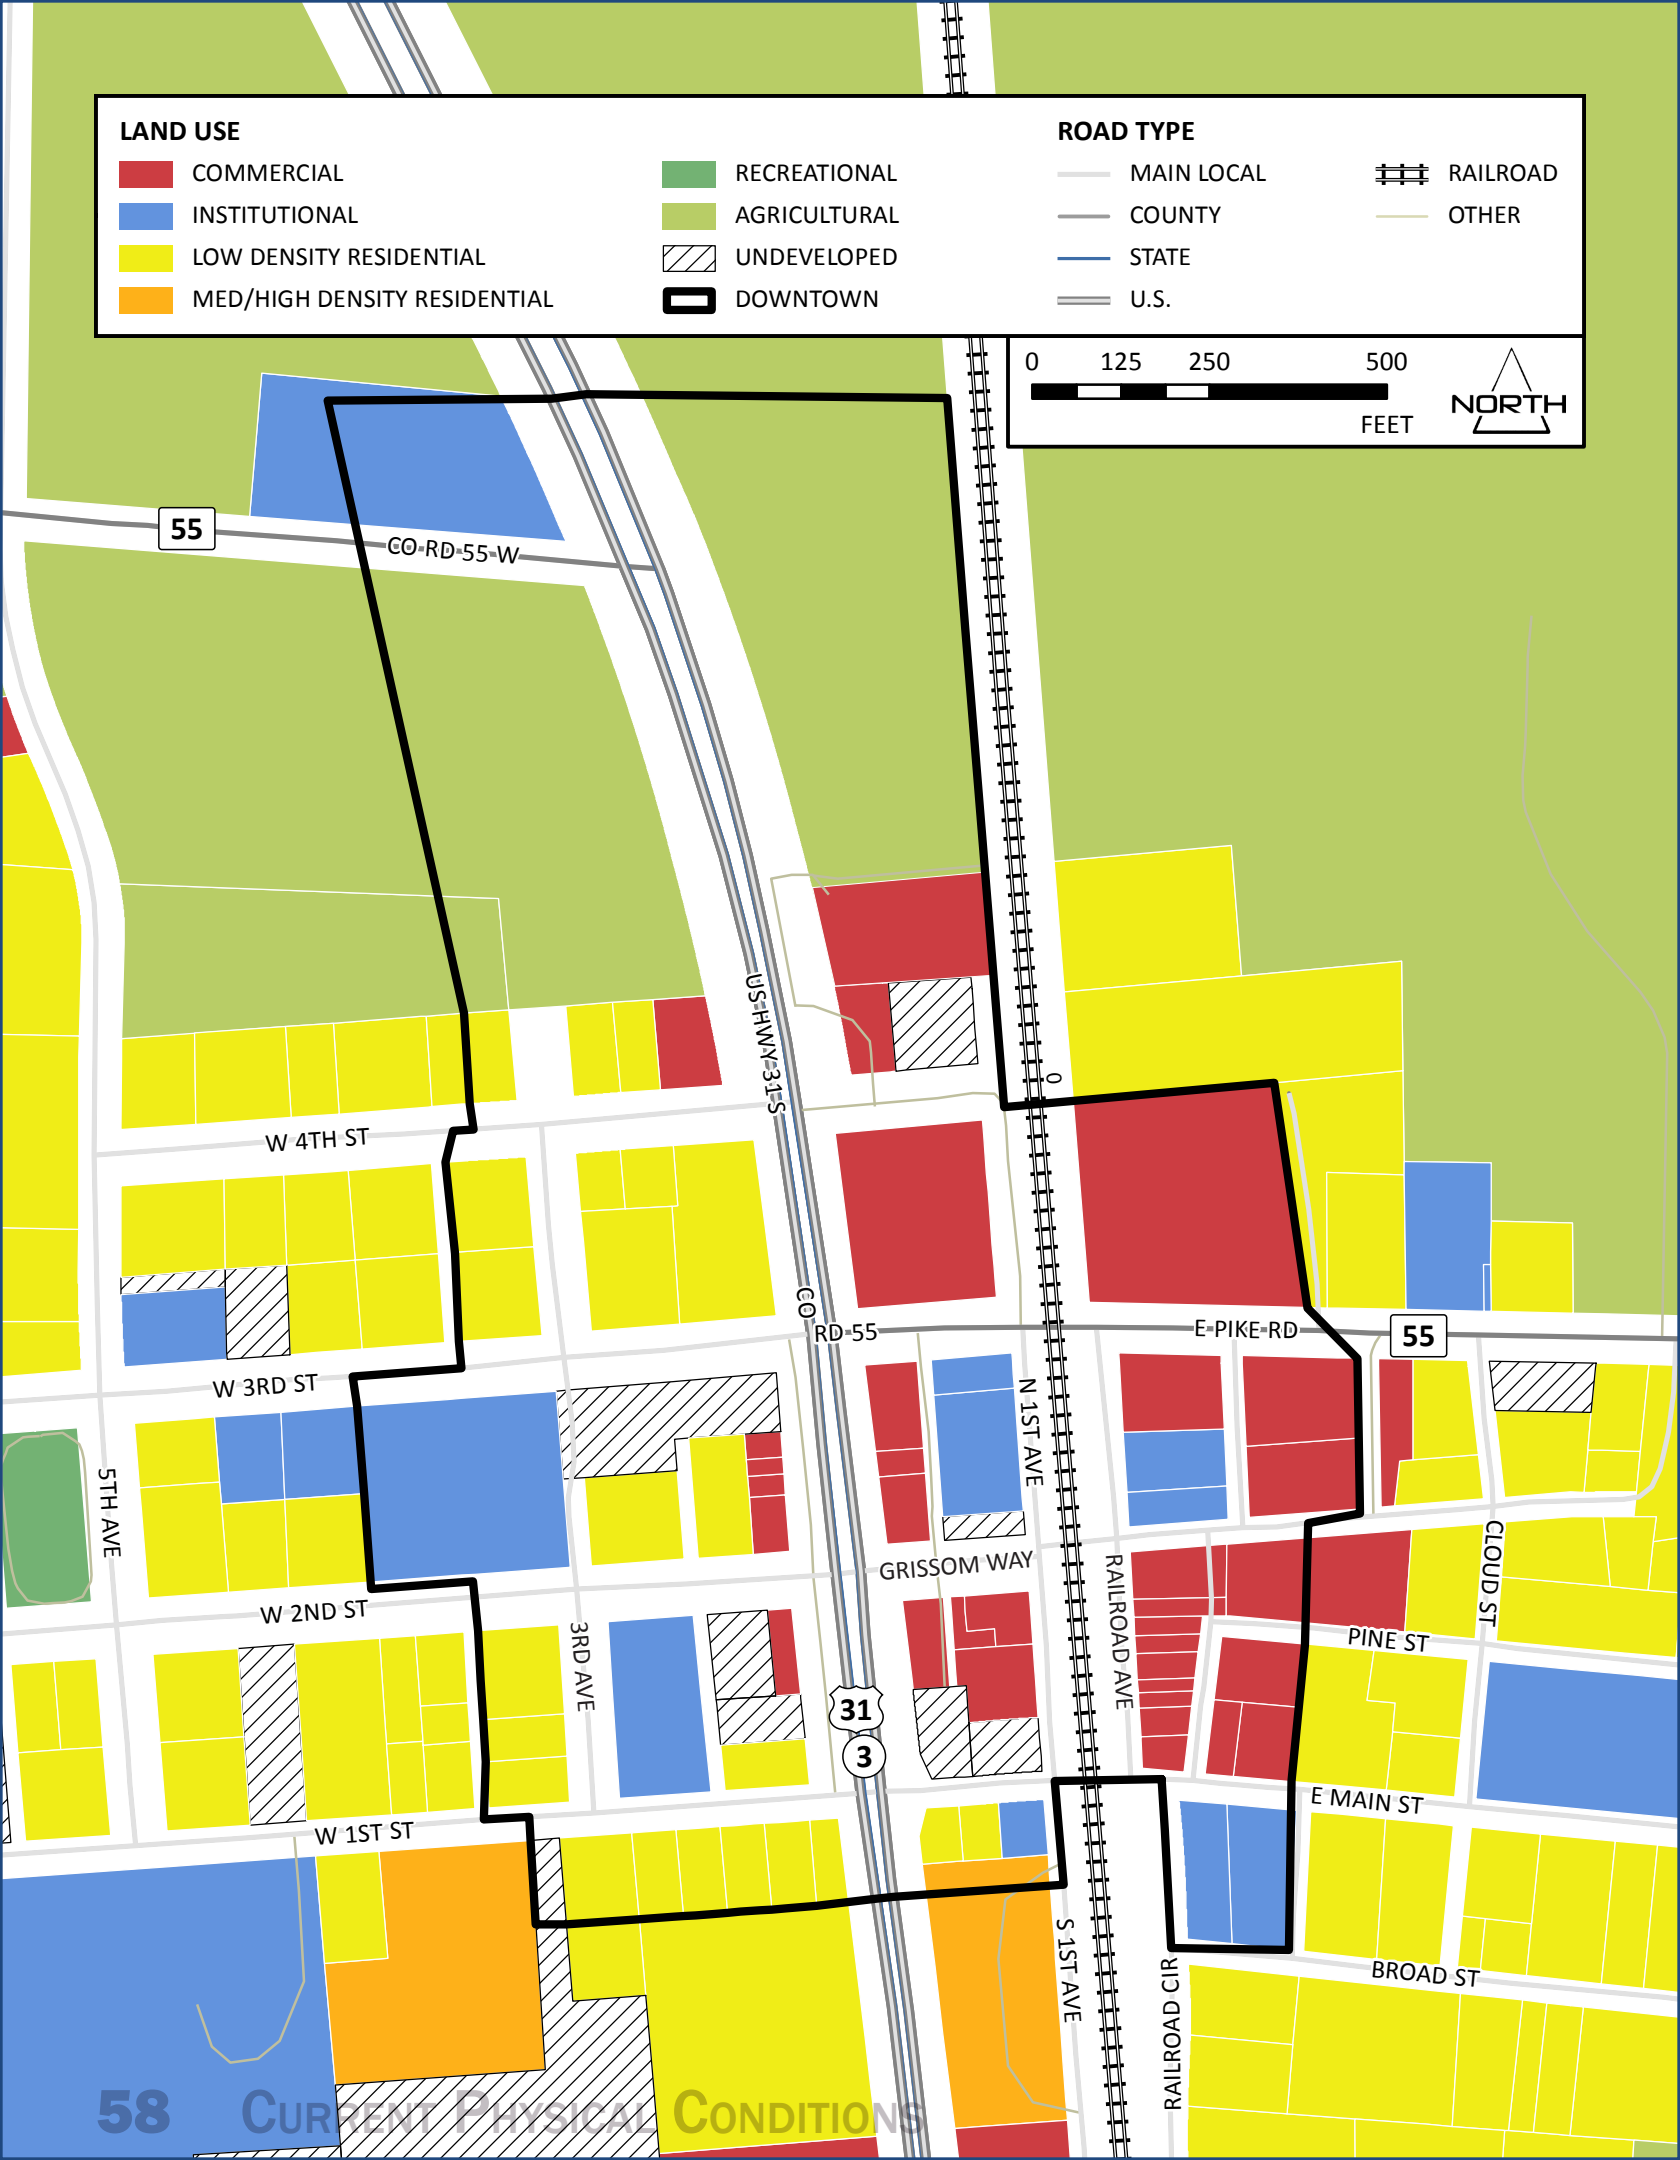 LAND USE
COMMERCIAL
INSTITUTIONAL
LOW DENSITY RESIDENTIAL
MED/HIGH DENSITY RESIDENTIAL
RECREATIONAL
AGRICULTURAL
UNDEVELOPED
DOWNTOWN
ROAD TYPE
MAIN LOCAL
COUNTY
STATE
U.S.
RAILROAD
OTHER
0 125 250 500
FEET
NORTH
55
CO RD 55 W
US HWY 31 S
0
W 4TH ST
CO RD 55
E PIKE RD
55
W 3RD ST
N 1ST AVE
5TH AVE
GRISSOM WAY
CLOUD ST
RAILROAD AVE
W 2ND ST
3RD AVE
PINE ST
31
3
E MAIN ST
W 1ST ST
S 1ST AVE
RAILROAD CIR
BROAD ST
58 CURRENT PHYSICAL CONDITIONS